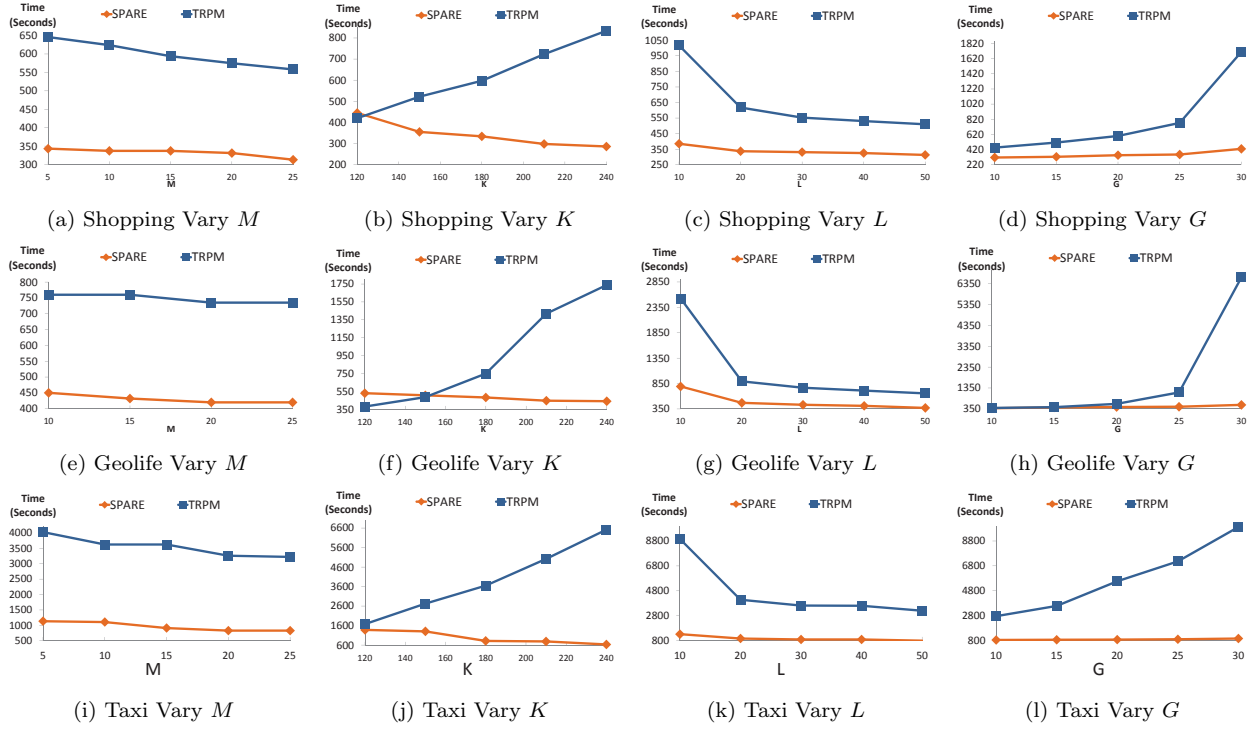 Time
(Seconds)
SPARE TRPM
650
600
550
500
450
400
350
300
5 10 15 20 25
M
(a) Shopping Vary M
Time
(Seconds)
SPARE TRPM
800
700
600
500
400
300
200
120 140 160 180 200 220 240
K
(b) Shopping Vary K
Time
(Seconds)
SPARE TRPM
1050
950
850
750
650
550
450
350
250
10 20 30 40 50
L
(c) Shopping Vary L
Time
(Seconds)
SPARE TRPM
1820
1620
1420
1220
1020
820
620
420
220
10 15 20 25 30
G
(d) Shopping Vary G
Time
(Seconds)
SPARE TRPM
800
750
700
650
600
550
500
450
400
10 15 20 25
M
(e) Geolife Vary M
Time
(Seconds)
SPARE TRPM
1750
1550
1350
1150
950
750
550
350
120 140 160 180 200 220 240
K
(f) Geolife Vary K
Time
(Seconds)
SPARE TRPM
2850
2350
1850
1350
850
350
10 20 30 40 50
L
(g) Geolife Vary L
Time
(Seconds)
SPARE TRPM
6350
5350
4350
3350
2350
1350
350
10 15 20 25 30
G
(h) Geolife Vary G
Time
(Seconds)
SPARE TRPM
4000
3500
3000
2500
2000
1500
1000
500
5 10 15 20 25
M
(i) Taxi Vary M
Time
(Seconds)
SPARE TRPM
6600
5600
4600
3600
2600
1600
600
120 140 160 180 200 220 240
K
(j) Taxi Vary K
Time
(Seconds)
SPARE TRPM
8800
6800
4800
2800
800
10 20 30 40 50
L
(k) Taxi Vary L
TIme
(Seconds)
SPARE TRPM
8800
6800
4800
2800
800
10 15 20 25 30
G
(l) Taxi Vary G